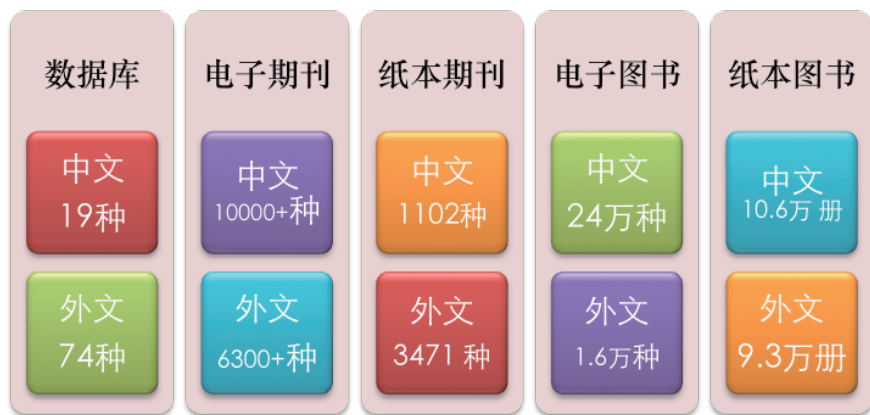 数据库
中文
19种
外文
74种
电子期刊
中文
10000+种
外文
6300+种
纸本期刊
中文
1102种
外文
3471 种
电子图书
中文
24万种
外文
1.6万种
纸本图书
中文
10.6万 册
外文
9.3万册